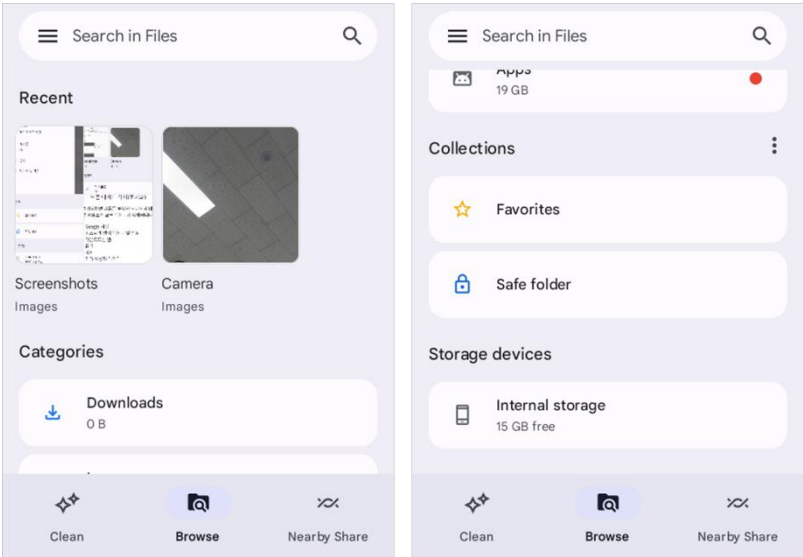 Search in Files
Recent
Screenshots
Images
Camera
Images
Categories
Downloads
0 B
Clean
Browse
Nearby Share
Search in Files
Apps
19 GB
Collections
Favorites
Safe folder
Storage devices
Internal storage
15 GB free
Clean
Browse
Nearby Share